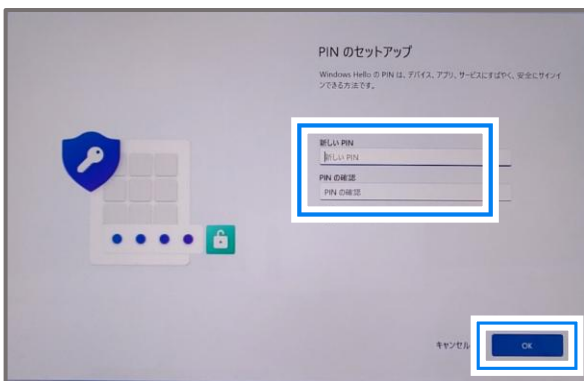 PIN のセットアップ
Windows Hello の PIN は、デバイス、アプリ、サービスにすばやく、安全にサインイ
ンできる方法です。
新しい PIN
新しい PIN
PIN の確認
PIN の確認
キャンセル
OK